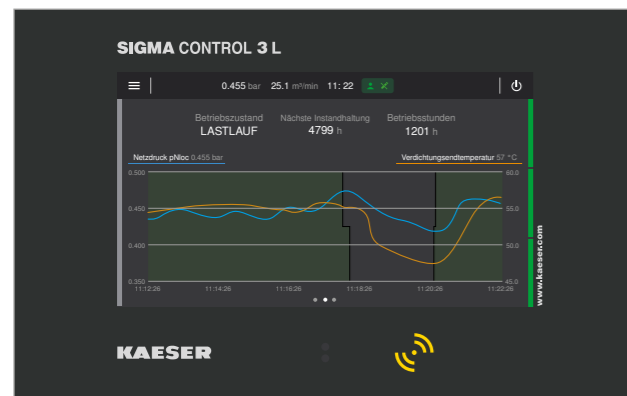 SIGMA CONTROL 3 L
0.455 bar 25.1 m³/min 11:22
Betriebszustand Nächste Instandhaltung Betriebsstunden
LASTLAUF 4799 h 1201 h
Netzdruck pNloc 0.455 bar Verdichtungsendtemperatur 57 °C
0.500 60.0
0.450 55.0
0.400 50.0
0.350 45.0
11:12:26 11:14:26 11:16:26 11:18:26 11:20:26 11:22:26
www.kaeser.com
KAESER